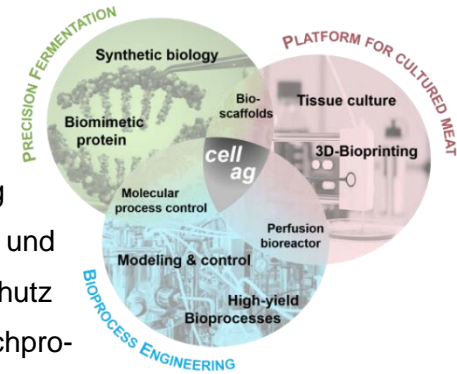 PRECISION FERMENTATION
PLATFORM FOR CULTURED MEAT
Synthetic biology
Biomimetic
protein
Bio-
scaffolds
Tissue culture
3D-Bioprinting
cell
ag
Molecular
process control
Perfusion
bioreactor
Modeling & control
High-yield
Bioprocesses
BIOPROCESS ENGINEERING
g
und
hutz
chpro-